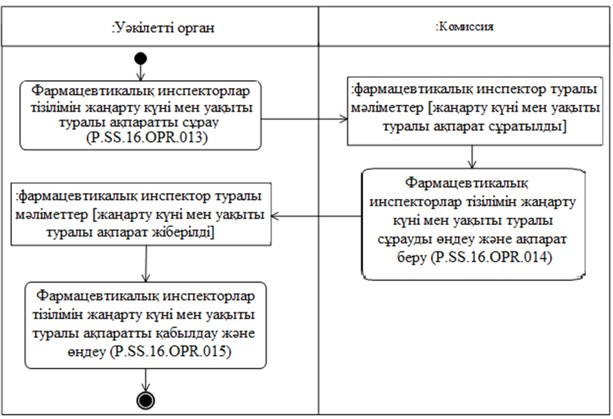 :Уәкілетті орган
:Комиссия
Фармацевтикалық инспекторлар
тізілімін жаңарту күні мен уақыты
туралы ақпаратты сұрау
(P.SS.16.OPR.013)
:фармацевтикалық инспектор туралы
мәліметтер [жаңарту күні мен уақыты
туралы ақпарат сұратылды]
Фармацевтикалық
инспекторлар тізілімін жаңарту
күні мен уақыты туралы
сұрауды өңдеу және ақпарат
беру (P.SS.16.OPR.014)
:фармацевтикалық инспектор туралы
мәліметтер [жаңарту күні мен уақыты
туралы ақпарат жіберілді]
Фармацевтикалық инспекторлар
тізілімін жаңарту күні мен уақыты
туралы ақпаратты қабылдау және
өңдеу (P.SS.16.OPR.015)